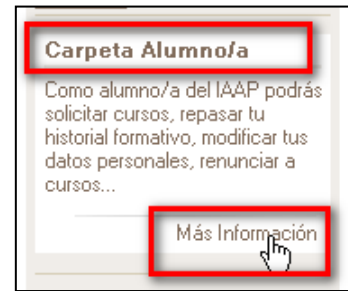 Carpeta Alumno/a
Como alumno/a del IAAP podrás
solicitar cursos, repasar tu
historial formativo, modificar tus
datos personales, renunciar a
cursos...
Más Información